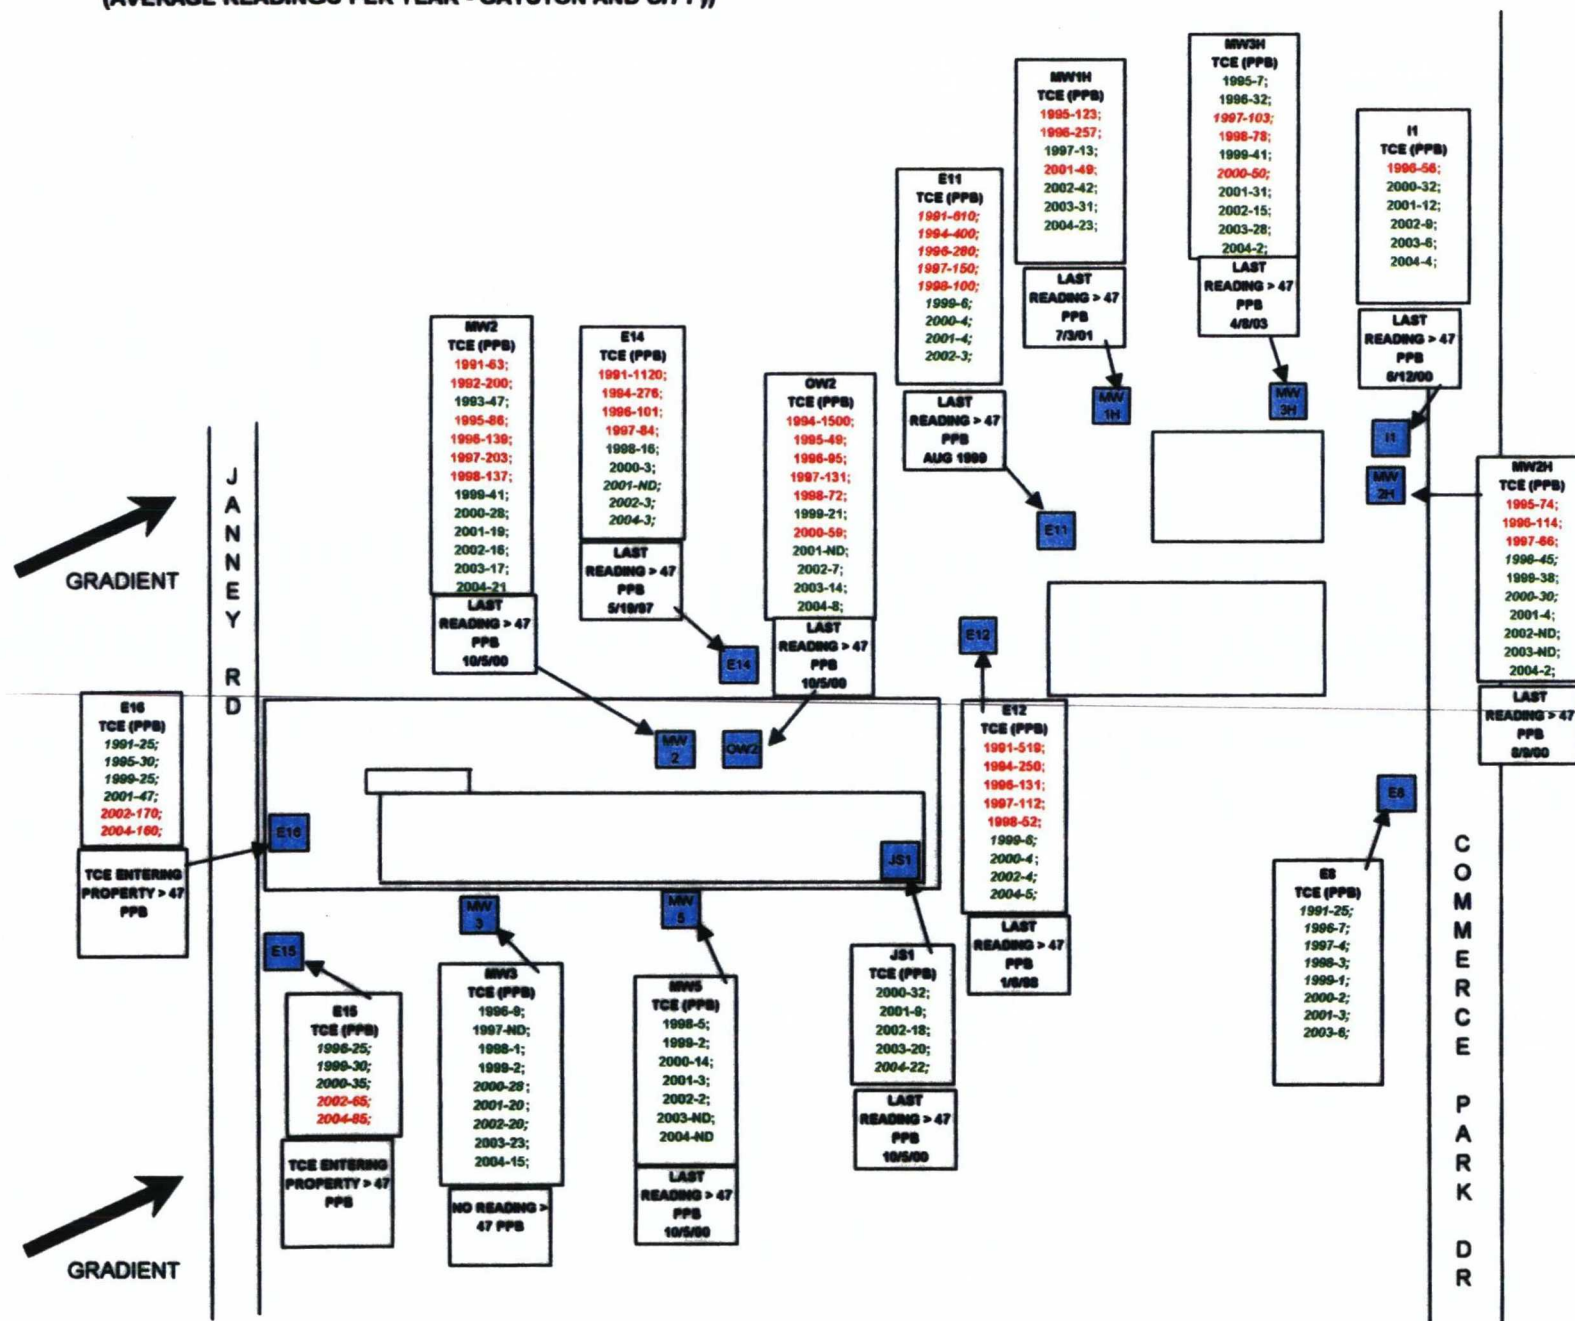 (AVERAGE READINGS PER YEAR - GAYSTON AND
MW3H
TCE (PPB)
1995-7;
1996-32;
1997-103;
1998-78;
1999-41;
2000-50;
2001-31;
2002-15;
2003-28;
2004-2;
LAST
READING > 47
PPB
4/8/03
MW1H
TCE (PPB)
1995-123;
1996-257;
1997-13;
2001-49;
2002-42;
2003-31;
2004-23;
LAST
READING > 47
PPB
7/3/01
I1
TCE (PPB)
1996-56;
2000-32;
2001-12;
2002-9;
2003-6;
2004-4;
LAST
READING > 47
PPB
6/12/00
E11
TCE (PPB)
1991-610;
1994-400;
1996-280;
1997-150;
1998-100;
1999-6;
2000-4;
2001-4;
2002-3;
LAST
READING > 47
PPB
AUG 1999
MW2
TCE (PPB)
1991-63;
1992-200;
1993-47;
1995-86;
1996-139;
1997-203;
1998-137;
1999-41;
2000-28;
2001-19;
2002-16;
2003-17;
2004-21
LAST
READING > 47
PPB
10/5/00
E14
TCE (PPB)
1991-1120;
1994-276;
1996-101;
1997-84;
1998-16;
2000-3;
2001-ND;
2002-3;
2004-3;
LAST
READING > 47
PPB
5/19/97
OW2
TCE (PPB)
1994-1500;
1995-49;
1996-95;
1997-131;
1998-72;
1999-21;
2000-59;
2001-ND;
2002-7;
2003-14;
2004-8;
LAST
READING > 47
PPB
10/5/00
MW
1H
MW
3H
I1
MW
2H
MW2H
TCE (PPB)
1995-74;
1996-114;
1997-66;
1998-45;
1999-38;
2000-30;
2001-4;
2002-ND;
2003-ND;
2004-2;
LAST
READING > 47
PPB
8/9/00
E11
E12
E14
GRADIENT
JANNEY RD
E16
TCE (PPB)
1991-25;
1995-30;
1999-25;
2001-47;
2002-170;
2004-160;
TCE ENTERING
PROPERTY > 47
PPB
MW
2
OW2
E16
JS1
E12
TCE (PPB)
1991-519;
1994-250;
1996-131;
1997-112;
1998-52;
1999-6;
2000-4;
2002-4;
2004-5;
LAST
READING > 47
PPB
1/6/98
E8
E8
TCE (PPB)
1991-25;
1996-7;
1997-4;
1998-3;
1999-1;
2000-2;
2001-3;
2003-6;
COMMERCE PARK DR
MW
3
MW
5
E15
E15
TCE (PPB)
1996-25;
1999-30;
2000-35;
2002-65;
2004-85;
TCE ENTERING
PROPERTY > 47
PPB
MW3
TCE (PPB)
1996-9;
1997-ND;
1998-1;
1999-2;
2000-28;
2001-20;
2002-20;
2003-23;
2004-15;
NO READING >
47 PPB
MW5
TCE (PPB)
1998-5;
1999-2;
2000-14;
2001-3;
2002-2;
2003-ND;
2004-ND
LAST
READING > 47
PPB
10/5/00
JS1
TCE (PPB)
2000-32;
2001-9;
2002-18;
2003-20;
2004-22;
LAST
READING > 47
PPB
10/5/00
GRADIENT